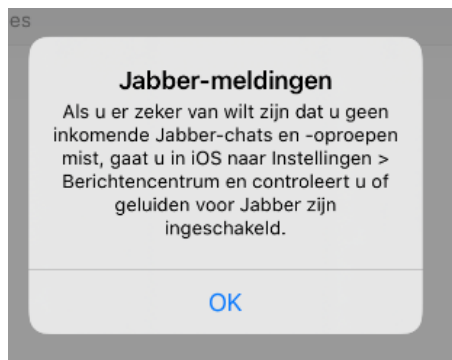 es
Jabber-meldingen
Als u er zeker van wilt zijn dat u geen
inkomende Jabber-chats en -oproepen
mist, gaat u in iOS naar Instellingen >
Berichtencentrum en controleert u of
geluiden voor Jabber zijn
ingeschakeld.
OK